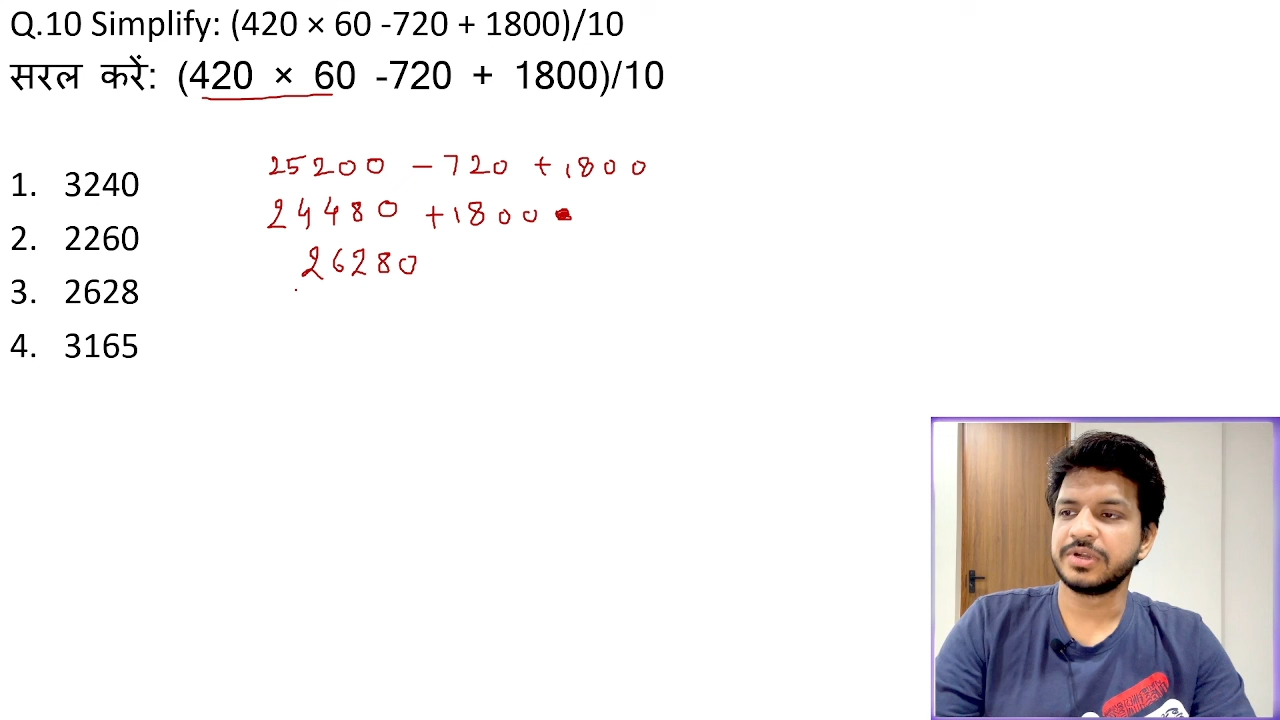 Q.10 Simplify: (420 × 60 -720 + 1800)/10
सरल करें: (420 × 60 -720 + 1800)/10
1. 3240
2. 2260
3. 2628
4. 3165
25200 - 720 + 1800
24480 + 1800
26280